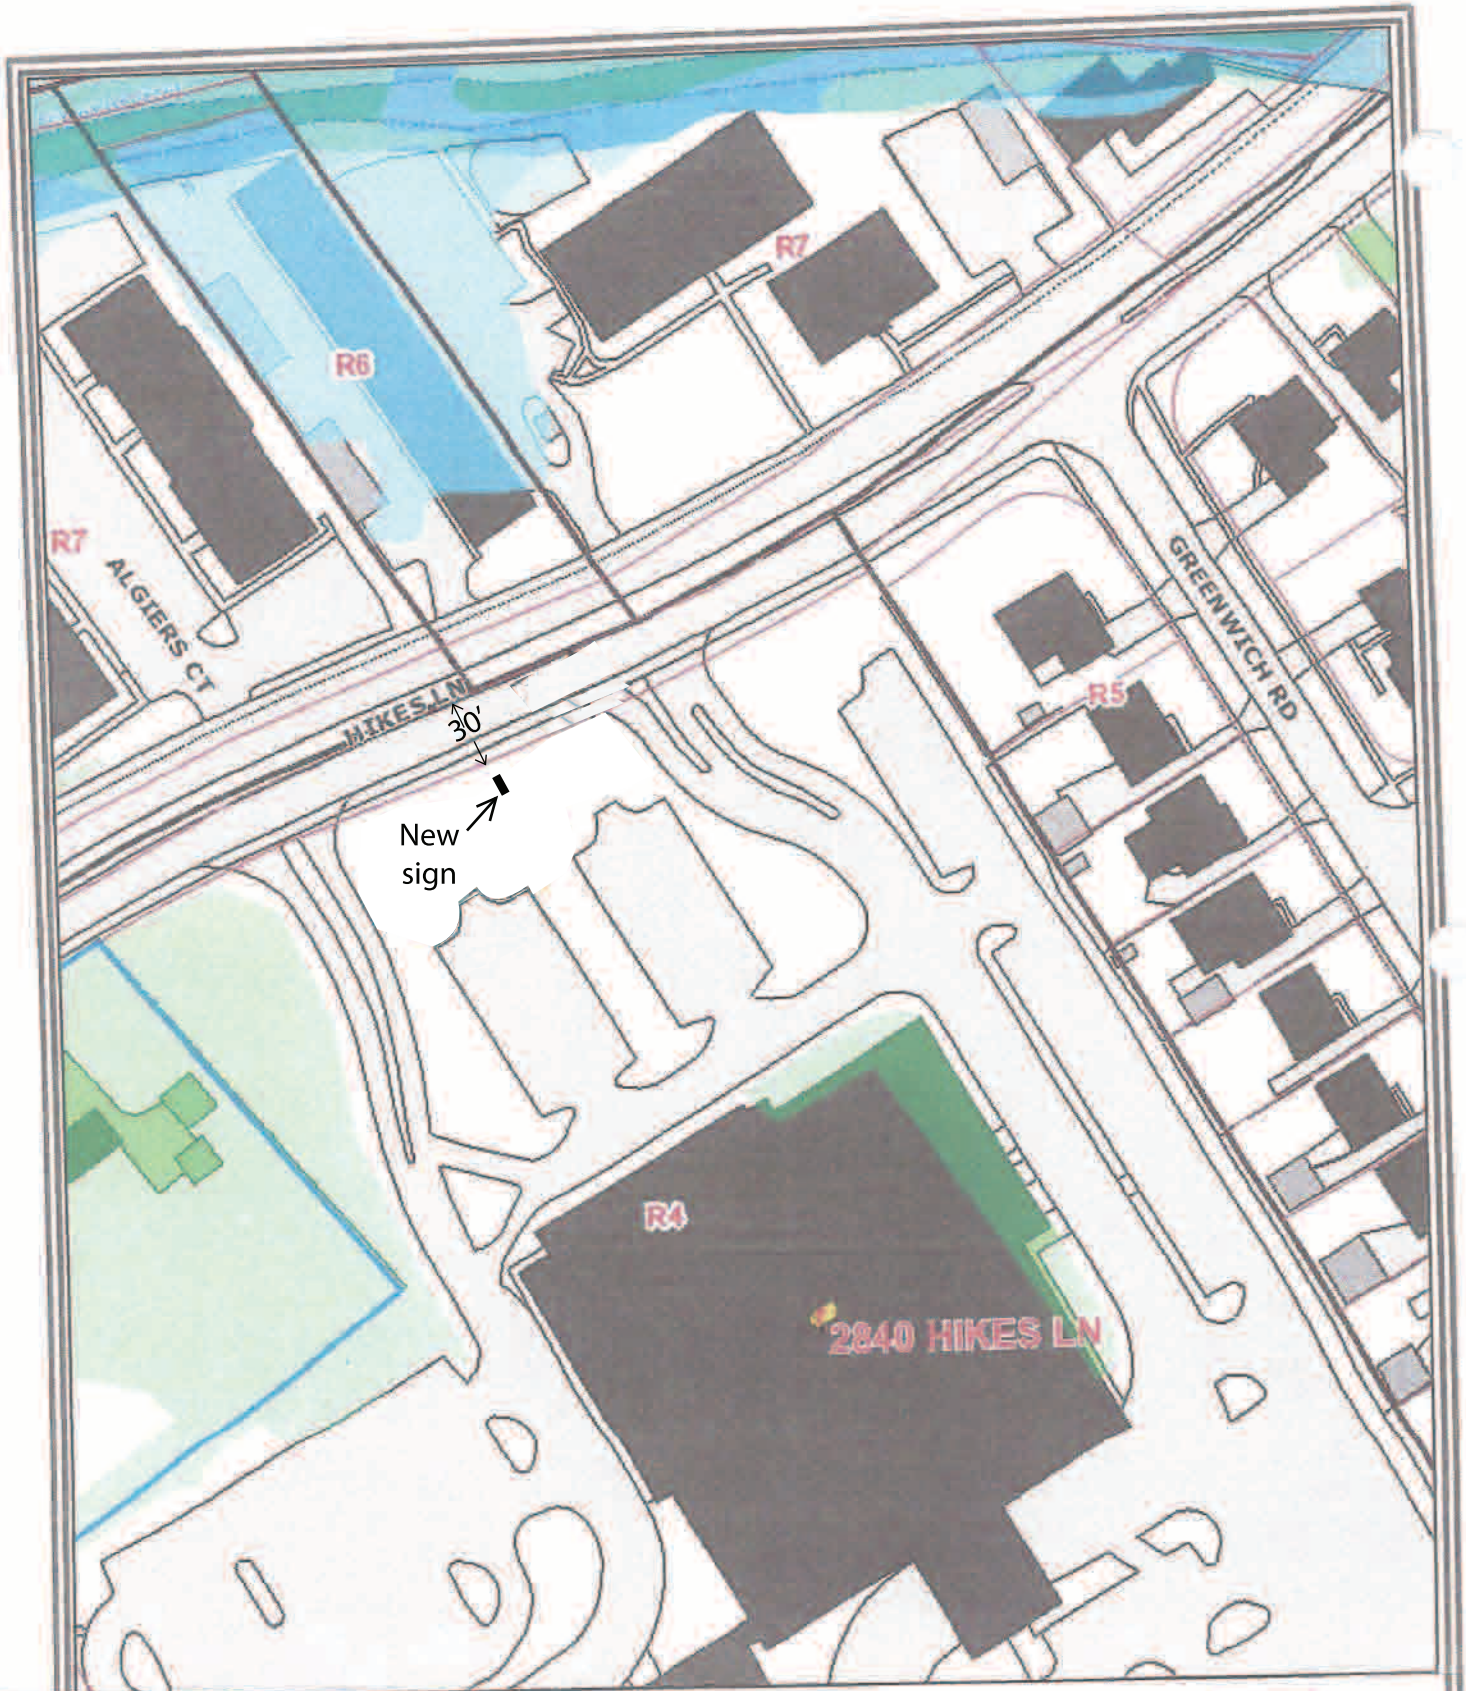 R7
R6
R7
ALGIERS CT
GREENWICH RD
HIKES LN
R5
30'
New
sign
R4
2840 HIKES LN